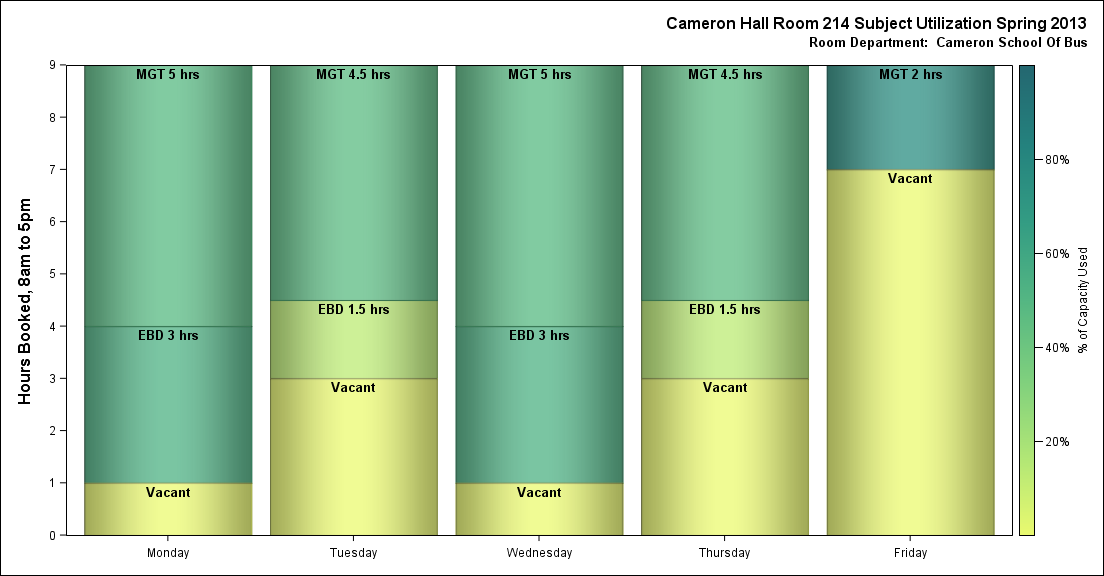 Cameron Hall Room 214 Subject Utilization Spring 2013
Room Department:  Cameron School Of Bus
Hours Booked, 8am to 5pm
9
8
7
6
5
4
3
2
1
0
MGT 5 hrs
EBD 3 hrs
Vacant
MGT 4.5 hrs
EBD 1.5 hrs
Vacant
MGT 5 hrs
EBD 3 hrs
Vacant
MGT 4.5 hrs
EBD 1.5 hrs
Vacant
MGT 2 hrs
Vacant
Monday
Tuesday
Wednesday
Thursday
Friday
80%
60%
40%
20%
% of Capacity Used